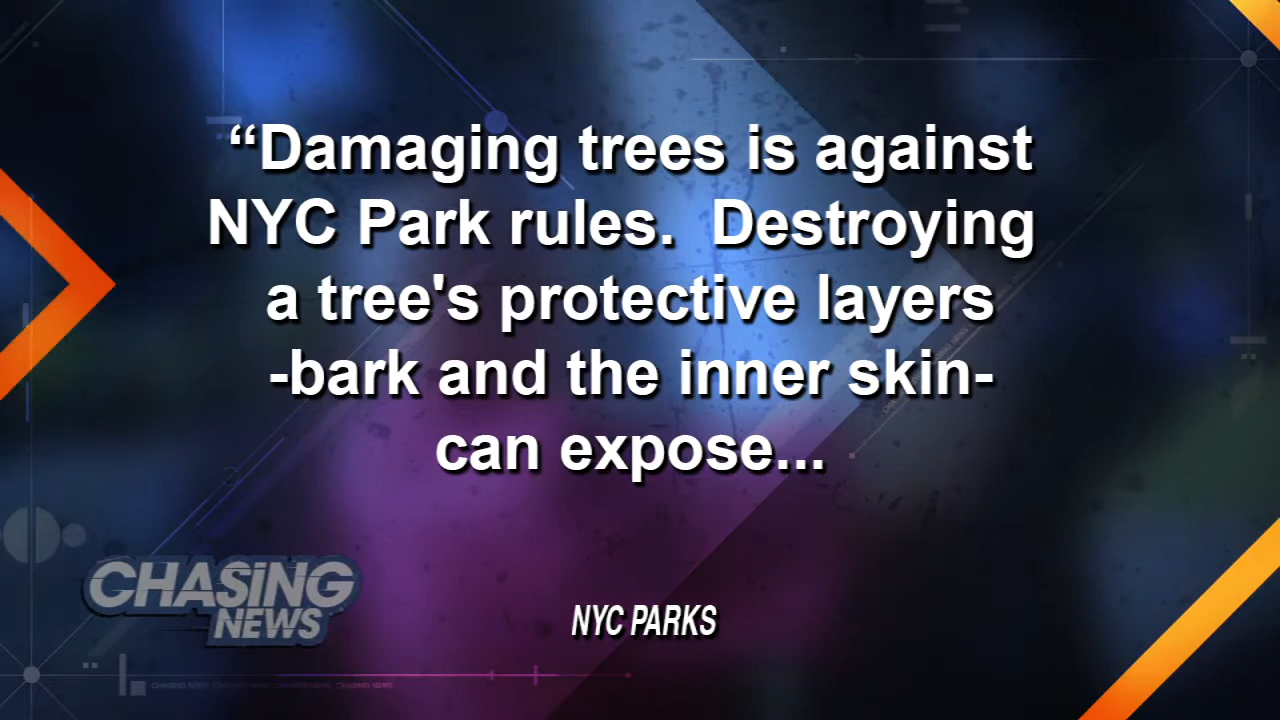 “Damaging trees is against
NYC Park rules.  Destroying
a tree's protective layers
-bark and the inner skin-
can expose...
CHASING
NEWS
NYC PARKS